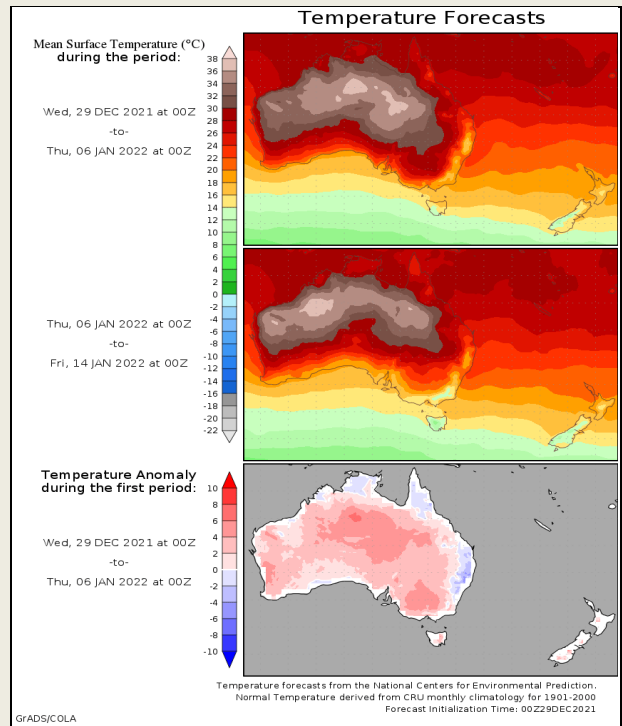 Temperature Forecasts
Mean Surface Temperature (°C)
during the period:
Wed, 29 DEC 2021 at 00Z
-to-
Thu, 06 JAN 2022 at 00Z
38
36
34
32
30
28
26
24
22
20
18
16
14
12
10
8
6
4
2
0
-2
-4
-6
-8
-10
-12
-14
-16
-18
-20
-22
Thu, 06 JAN 2022 at 00Z
-to-
Fri, 14 JAN 2022 at 00Z
Temperature Anomaly
during the first period:
Wed, 29 DEC 2021 at 00Z
-to-
Thu, 06 JAN 2022 at 00Z
10
8
6
4
2
0
-2
-4
-6
-8
-10
Temperature forecasts from the National Centers for Environmental Prediction.
Normal Temperature derived from CRU monthly climatology for 1901-2000
Forecast Initialization Time: 00Z29DEC2021
GrADS/COLA